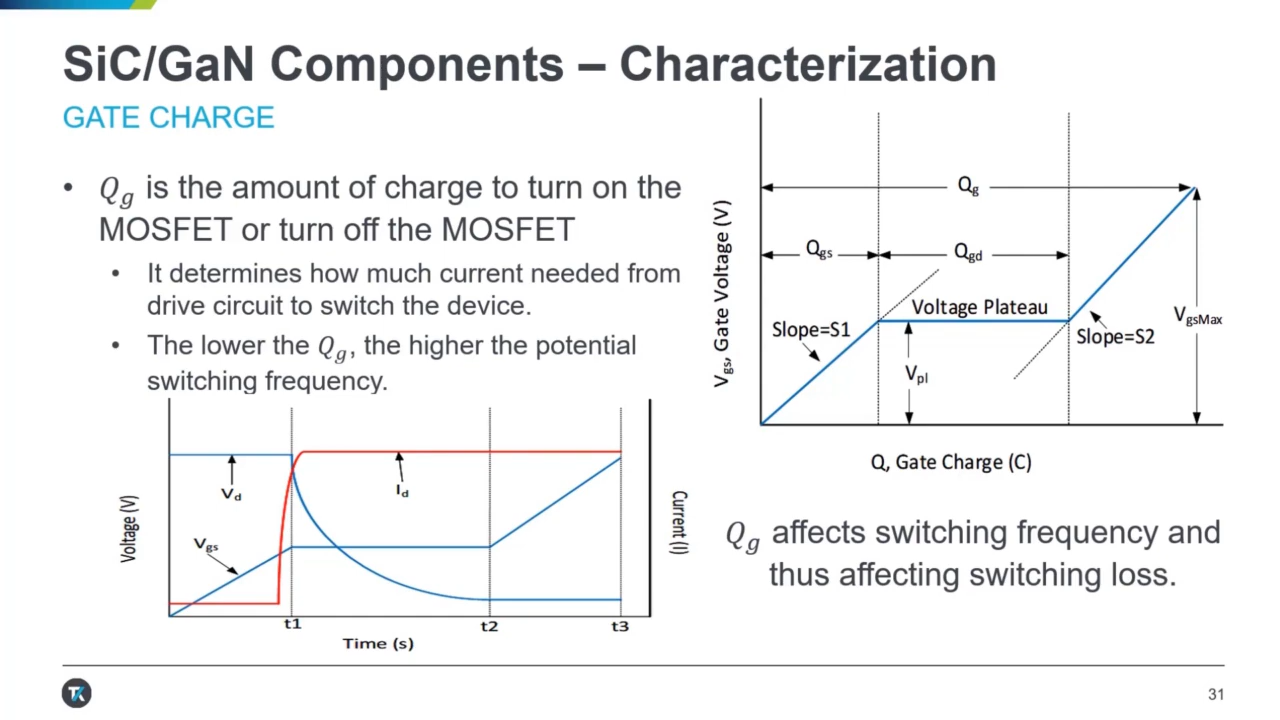 SiC/GaN Components – Characterization
GATE CHARGE
• Qg is the amount of charge to turn on the
MOSFET or turn off the MOSFET
• It determines how much current needed from
drive circuit to switch the device.
• The lower the Qg, the higher the potential
switching frequency.
Voltage (V)
Vd
Vgs
Id
Current (I)
t1
t2
t3
Time (s)
Vgs, Gate Voltage (V)
Qg
Qgs
Qgd
Voltage Plateau
Slope=S1
Vpl
Slope=S2
VgsMax
Q, Gate Charge (C)
Qg affects switching frequency and
thus affecting switching loss.
TK
31